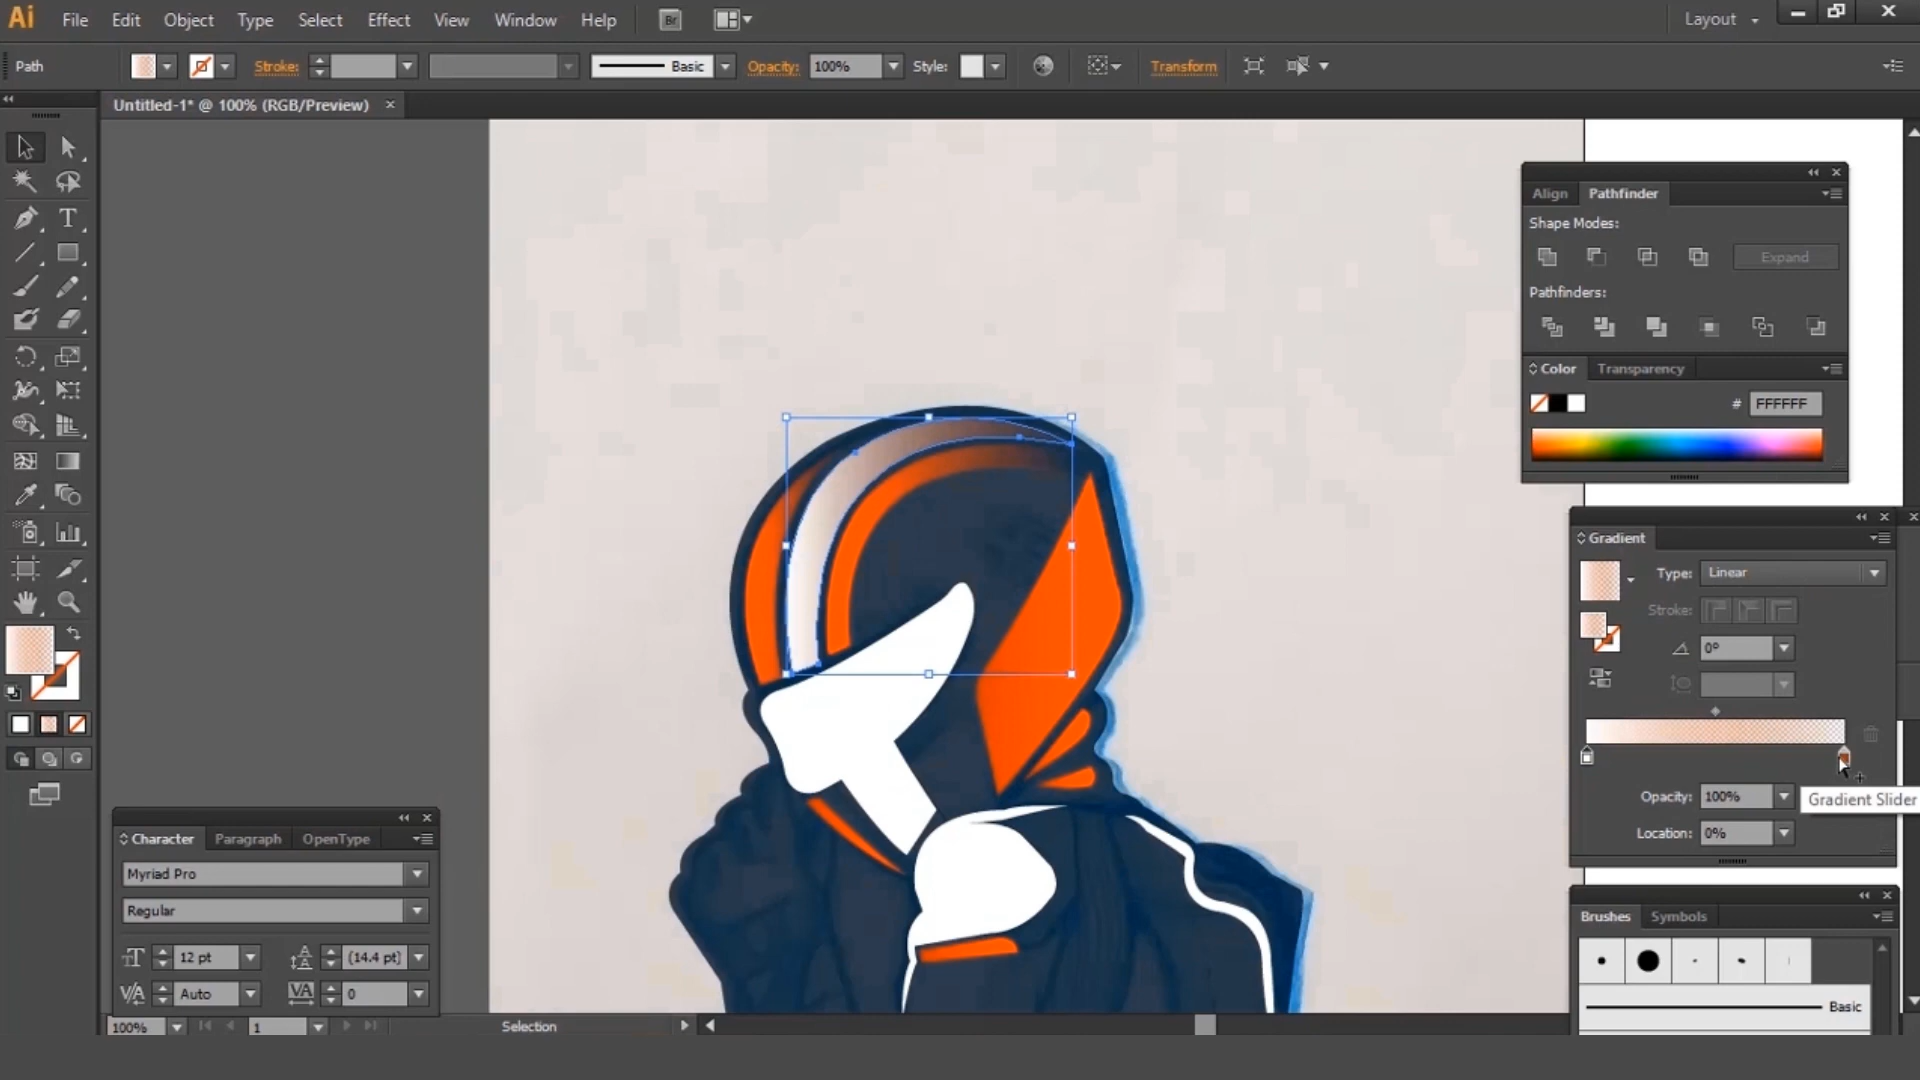 Ai File Edit Object Type Select Effect View Window Help Br Layout
Path Stroke: Basic Opacity: 100% Style: Transform
Untitled-1* @ 100% (RGB/Preview)
Align Pathfinder
Shape Modes:
Expand
Pathfinders:
Color Transparency
# FFFFFF
Gradient
Type: Linear
Stroke:
0°
Opacity: 100%
Gradient Slider
Location: 0%
Character Paragraph OpenType
Myriad Pro
Regular
12 pt (14.4 pt)
Auto 0
Brushes Symbols
Basic
100% 1 Selection